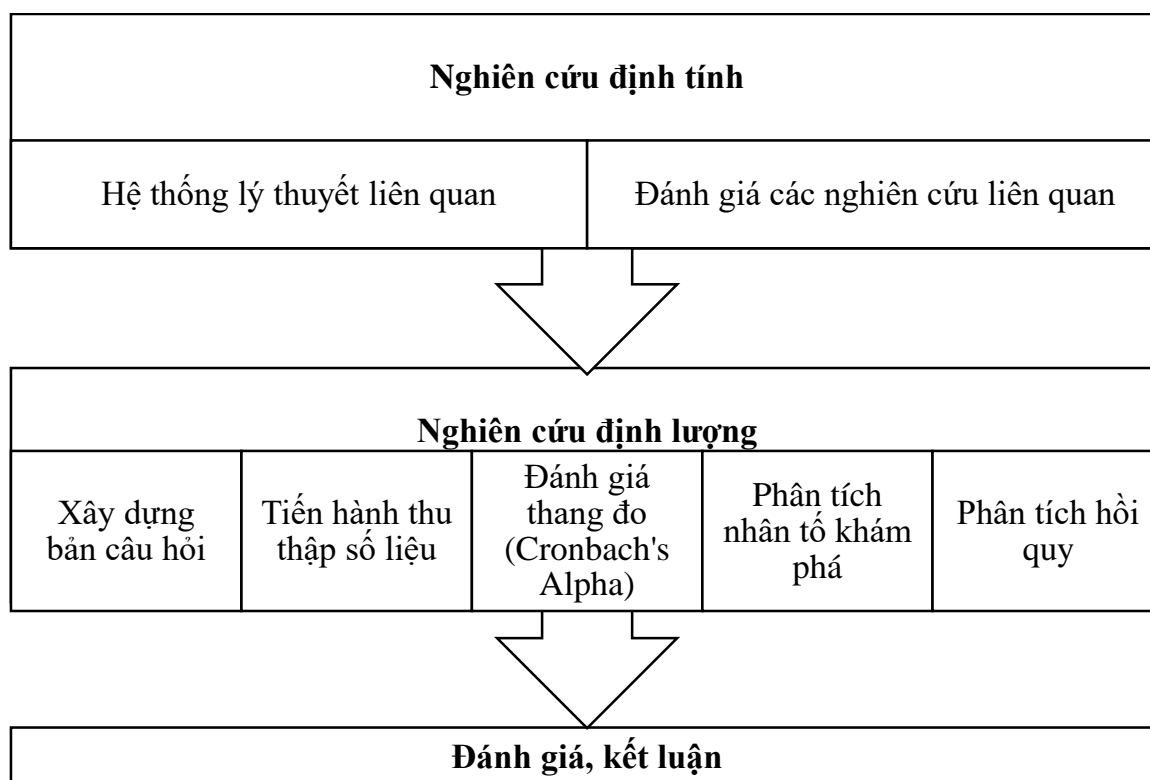 Nghiên cứu định tính
Hệ thống lý thuyết liên quan
Đánh giá các nghiên cứu liên quan
Nghiên cứu định lượng
Xây dựng
bản câu hỏi
Tiến hành thu
thập số liệu
Đánh giá
thang đo
(Cronbach's
Alpha)
Phân tích
nhân tố khám
phá
Phân tích hồi
quy
Đánh giá, kết luận